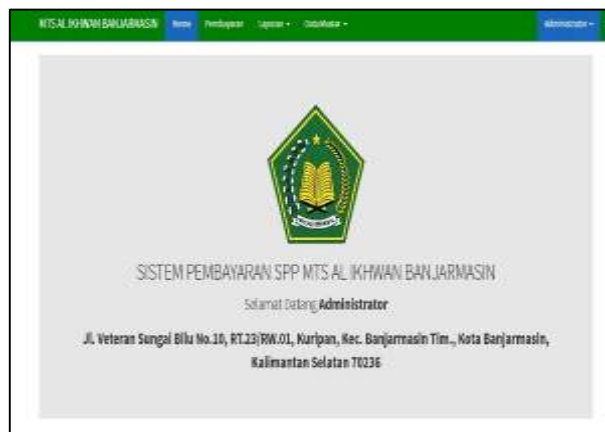 MTS AL IKHWAN BANJARMASIN Home Pembayaran Laporan Data Master Administrator
SISTEM PEMBAYARAN SPP MTS AL IKHWAN BANJARMASIN
Selamat Datang Administrator
Jl. Veteran Sungai Bilu No.10, RT.23/RW.01, Kuripan, Kec. Banjarmasin Tim., Kota Banjarmasin,
Kalimantan Selatan 70236